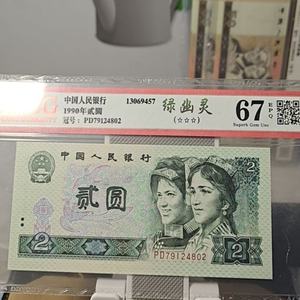 G
中国人民银行
1990年贰圆
冠号: PD79124802
13069457
绿幽灵
(☆☆☆)
67 EPQ
Superb Gem Unc
中国人民银行
贰圆
2
2
PD79124802